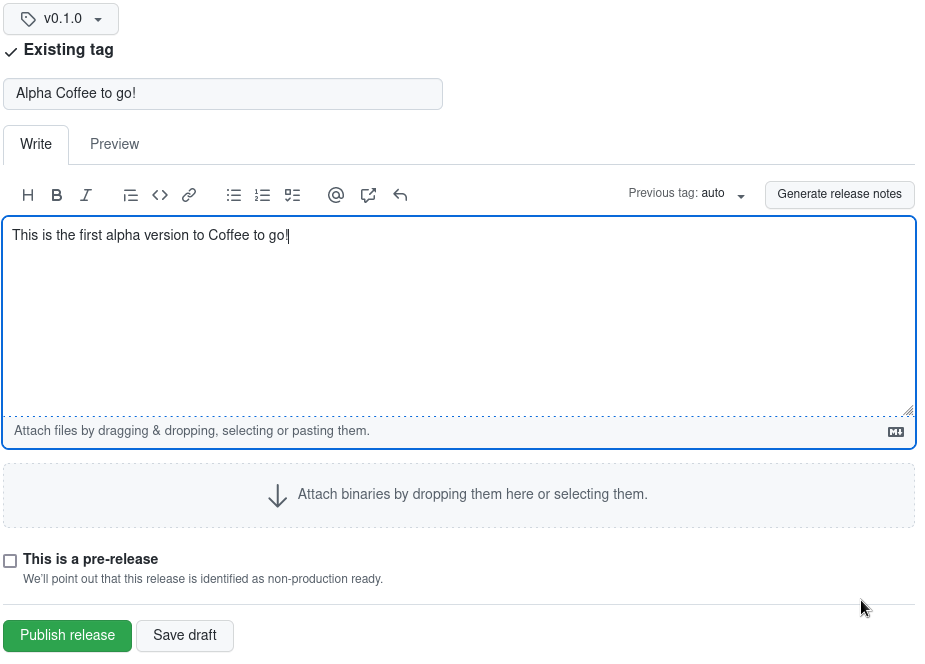 v0.1.0
Existing tag
Alpha Coffee to go!
Write Preview
H B I Previous tag: auto Generate release notes
This is the first alpha version to Coffee to go!
Attach files by dragging & dropping, selecting or pasting them.
Attach binaries by dropping them here or selecting them.
This is a pre-release
We'll point out that this release is identified as non-production ready.
Publish release Save draft